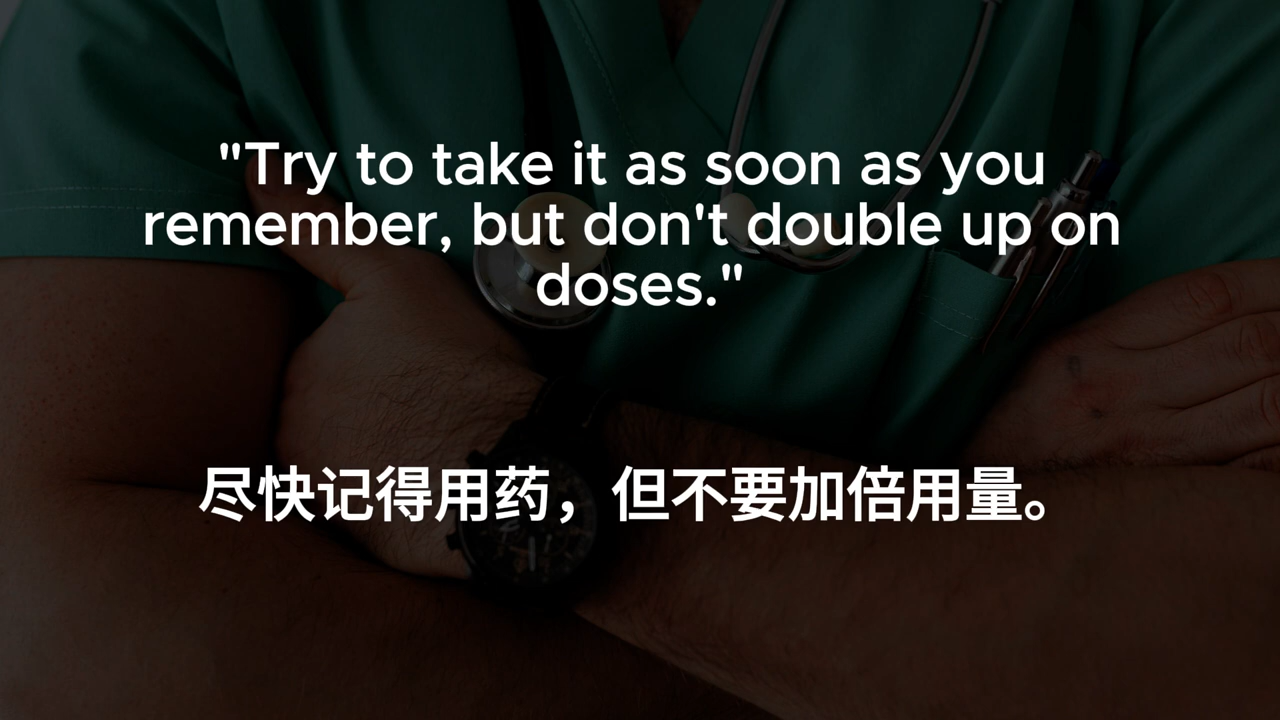 "Try to take it as soon as you
remember, but don't double up on
doses."
尽快记得用药，但不要加倍用量。